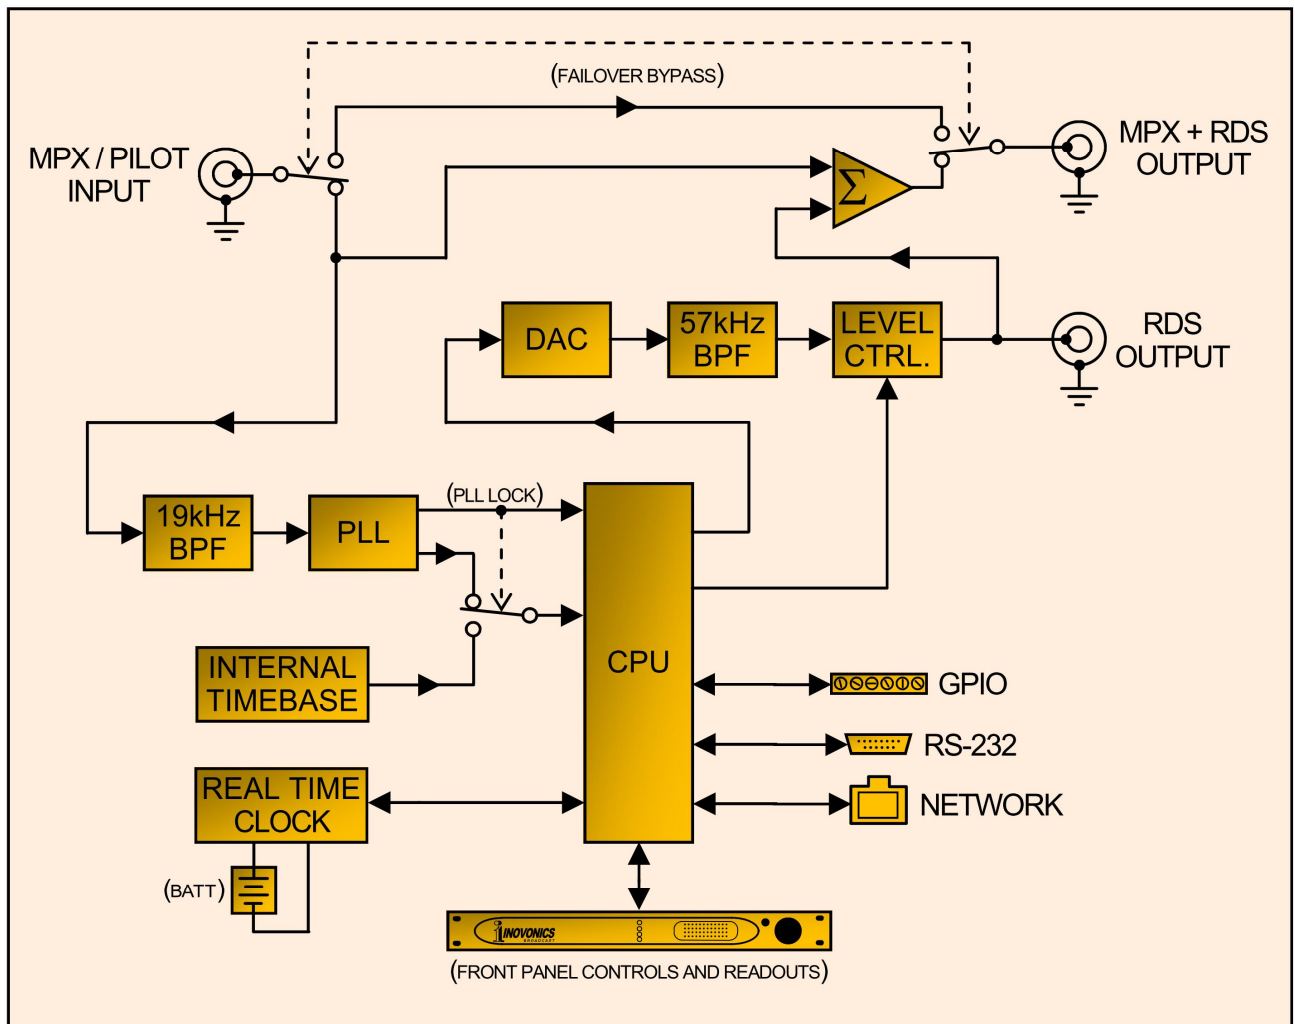 (FAILOVER BYPASS)
MPX / PILOT
INPUT
MPX + RDS
OUTPUT
Σ
DAC
57kHz
BPF
LEVEL
CTRL.
RDS
OUTPUT
19kHz
BPF
PLL
(PLL LOCK)
CPU
INTERNAL
TIMEBASE
GPIO
RS-232
REAL TIME
CLOCK
NETWORK
(BATT)
INOVONICS
BROADCAST
(FRONT PANEL CONTROLS AND READOUTS)